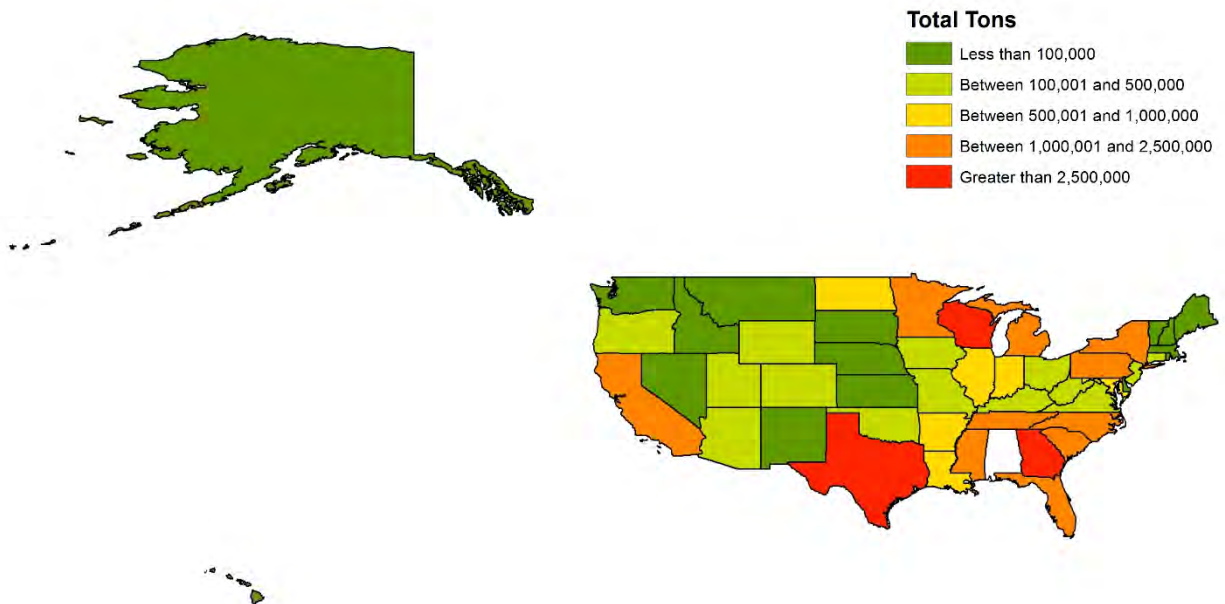 Total Tons
Less than 100,000
Between 100,001 and 500,000
Between 500,001 and 1,000,000
Between 1,000,001 and 2,500,000
Greater than 2,500,000